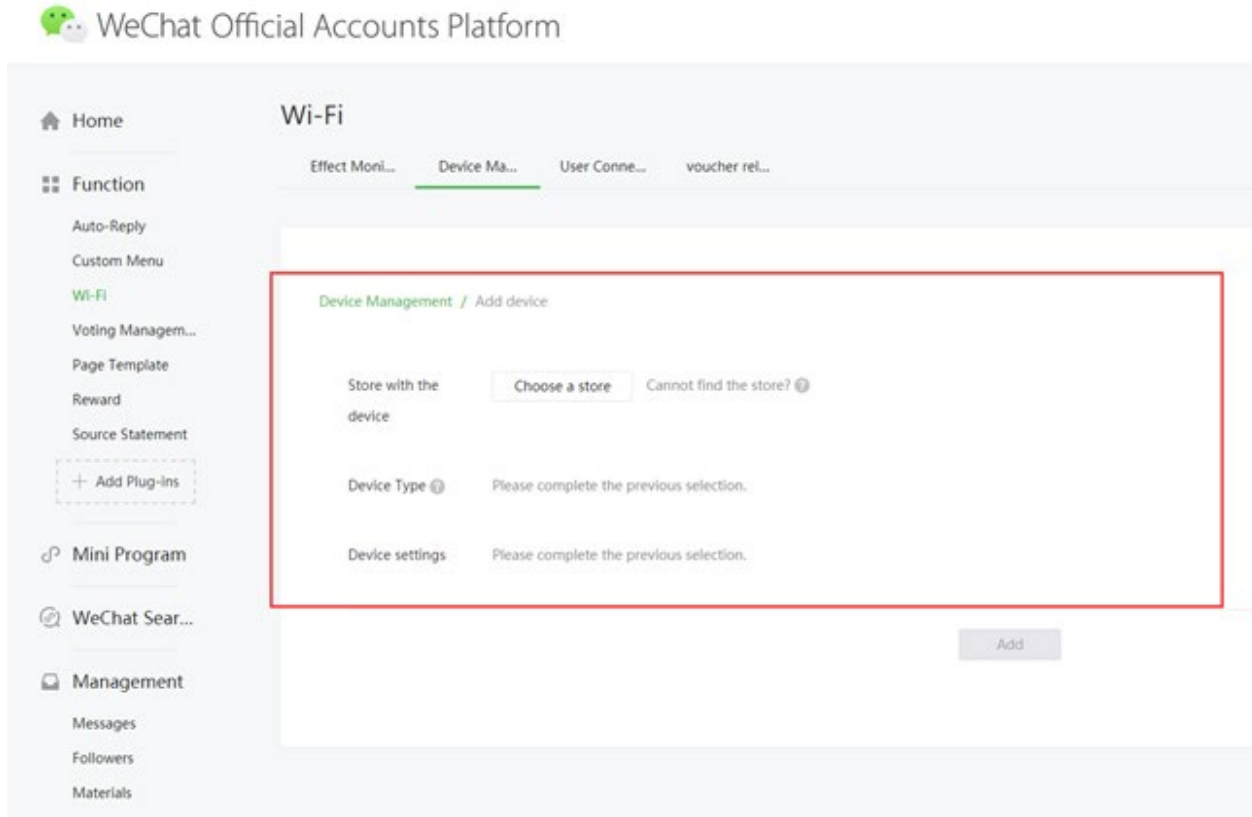 WeChat Official Accounts Platform
Home
Function
Auto-Reply
Custom Menu
Wi-Fi
Voting Managem...
Page Template
Reward
Source Statement
+ Add Plug-ins
Mini Program
WeChat Sear...
Management
Messages
Followers
Materials
Wi-Fi
Effect Moni... Device Ma... User Conne... voucher rel...
Device Management / Add device
Store with the
device
Choose a store Cannot find the store? ?
Device Type ? Please complete the previous selection.
Device settings Please complete the previous selection.
Add